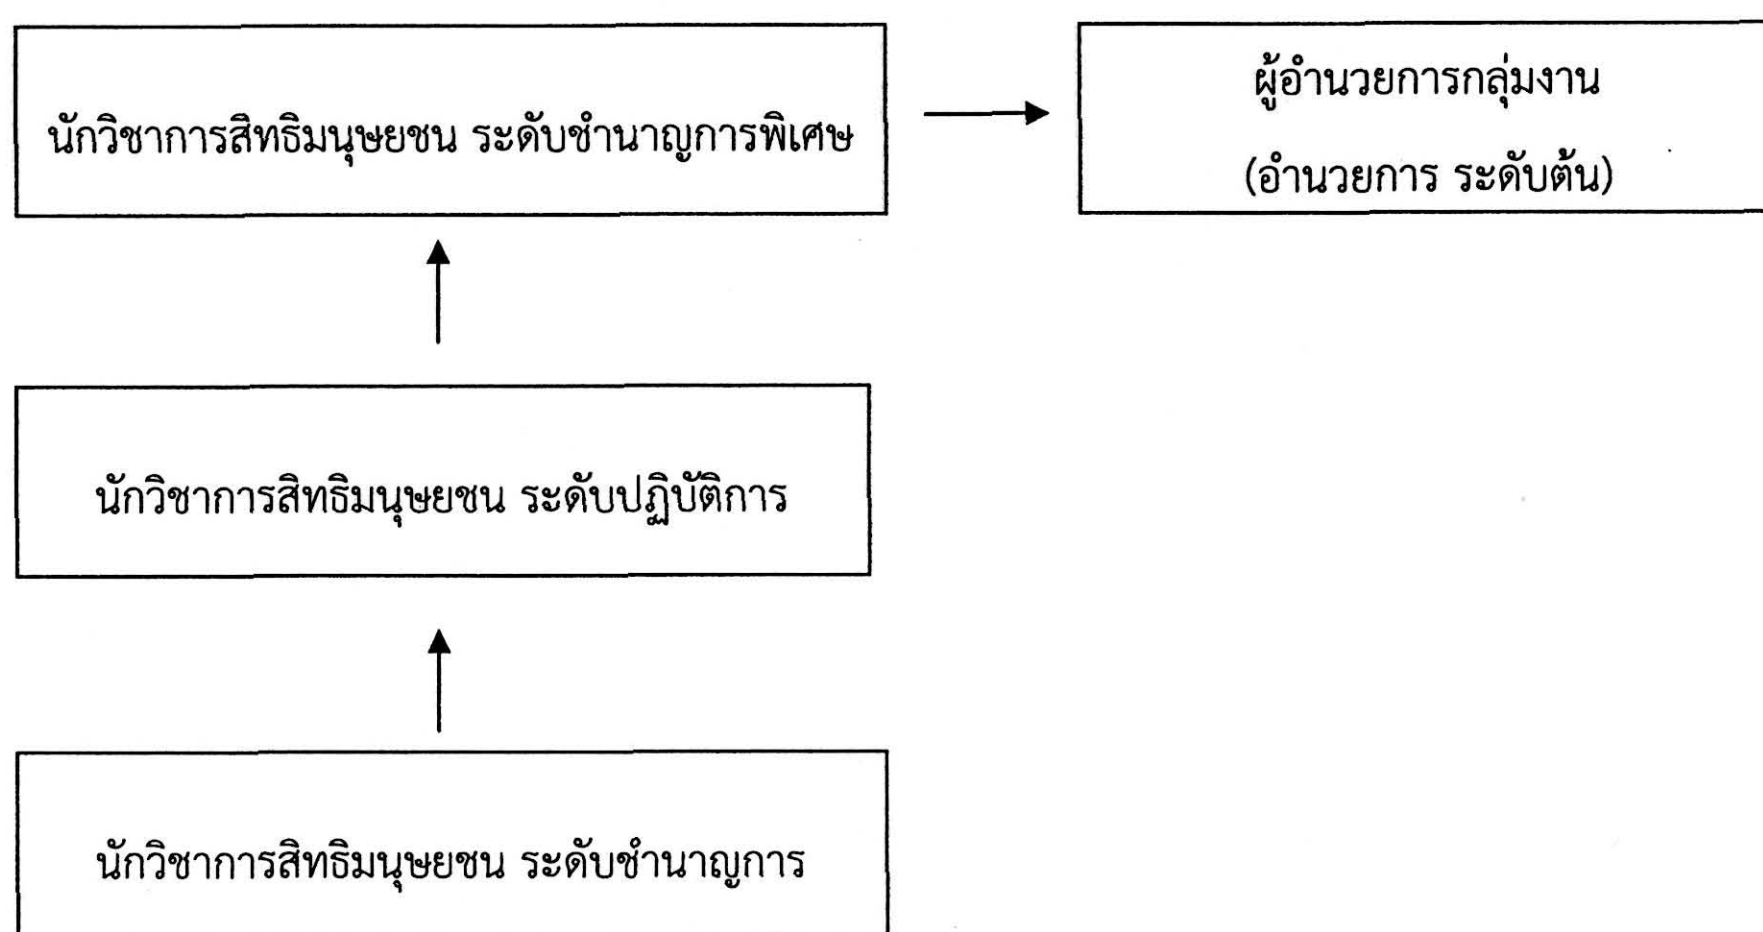 นักวิชาการสิทธิมนุษยชน ระดับชำนาญการพิเศษ
ผู้อำนวยการกลุ่มงาน
(อำนวยการ ระดับต้น)
นักวิชาการสิทธิมนุษยชน ระดับปฏิบัติการ
นักวิชาการสิทธิมนุษยชน ระดับชำนาญการ